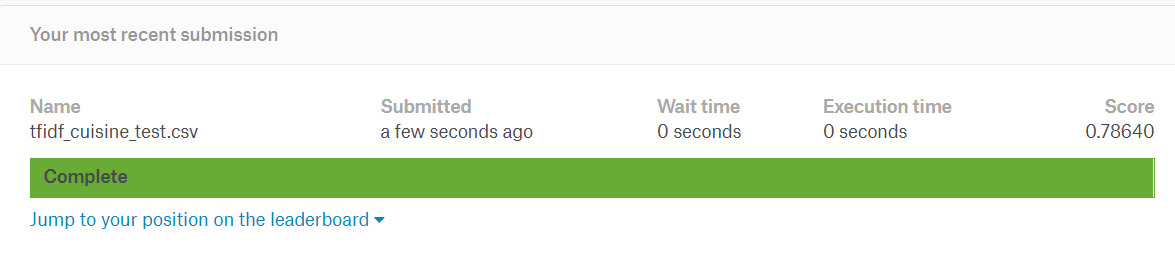 Your most recent submission
Name Submitted Wait time Execution time Score
tfidf_cuisine_test.csv a few seconds ago 0 seconds 0 seconds 0.78640
Complete
Jump to your position on the leaderboard